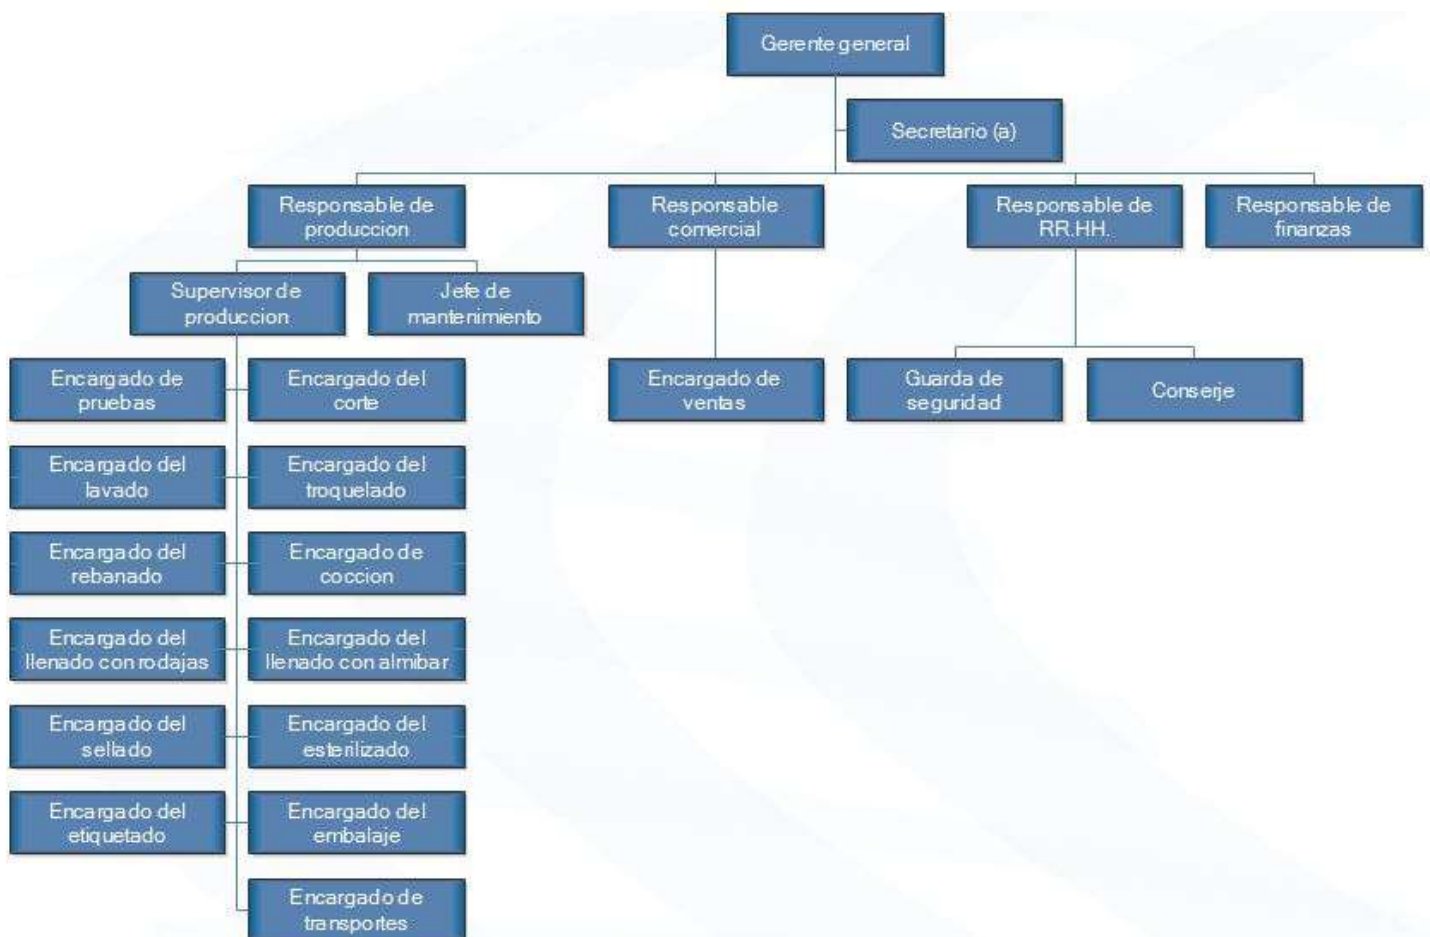 Gerente general
Secretario (a)
Responsable de
produccion
Responsable
comercial
Responsable de
RR.HH.
Responsable de
finanzas
Supervisor de
produccion
Jefe de
mantenimiento
Encargado de
pruebas
Encargado del
corte
Encargado de
ventas
Guarda de
seguridad
Conserje
Encargado del
lavado
Encargado del
troquelado
Encargado del
rebanado
Encargado de
coccion
Encargado del
llenado con rodajas
Encargado del
llenado con almibar
Encargado del
sellado
Encargado del
esterilizado
Encargado del
etiquetado
Encargado del
embalaje
Encargado de
transportes